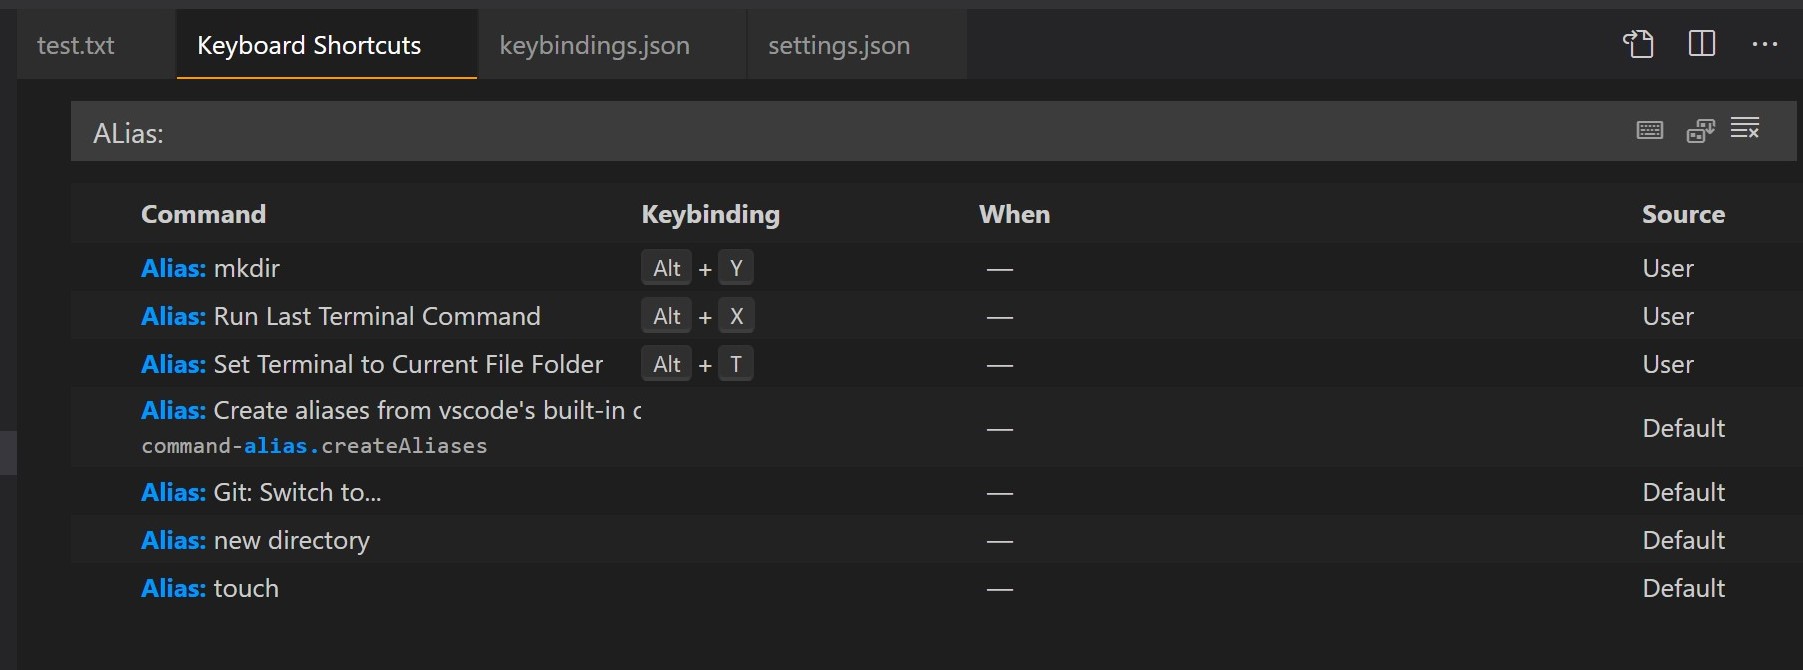 test.txt Keyboard Shortcuts keybindings.json settings.json
ALias:
Command Keybinding When Source
Alias: mkdir Alt + Y — User
Alias: Run Last Terminal Command Alt + X — User
Alias: Set Terminal to Current File Folder Alt + T — User
Alias: Create aliases from vscode's built-in c
command-alias.createAliases — Default
Alias: Git: Switch to... — Default
Alias: new directory — Default
Alias: touch — Default